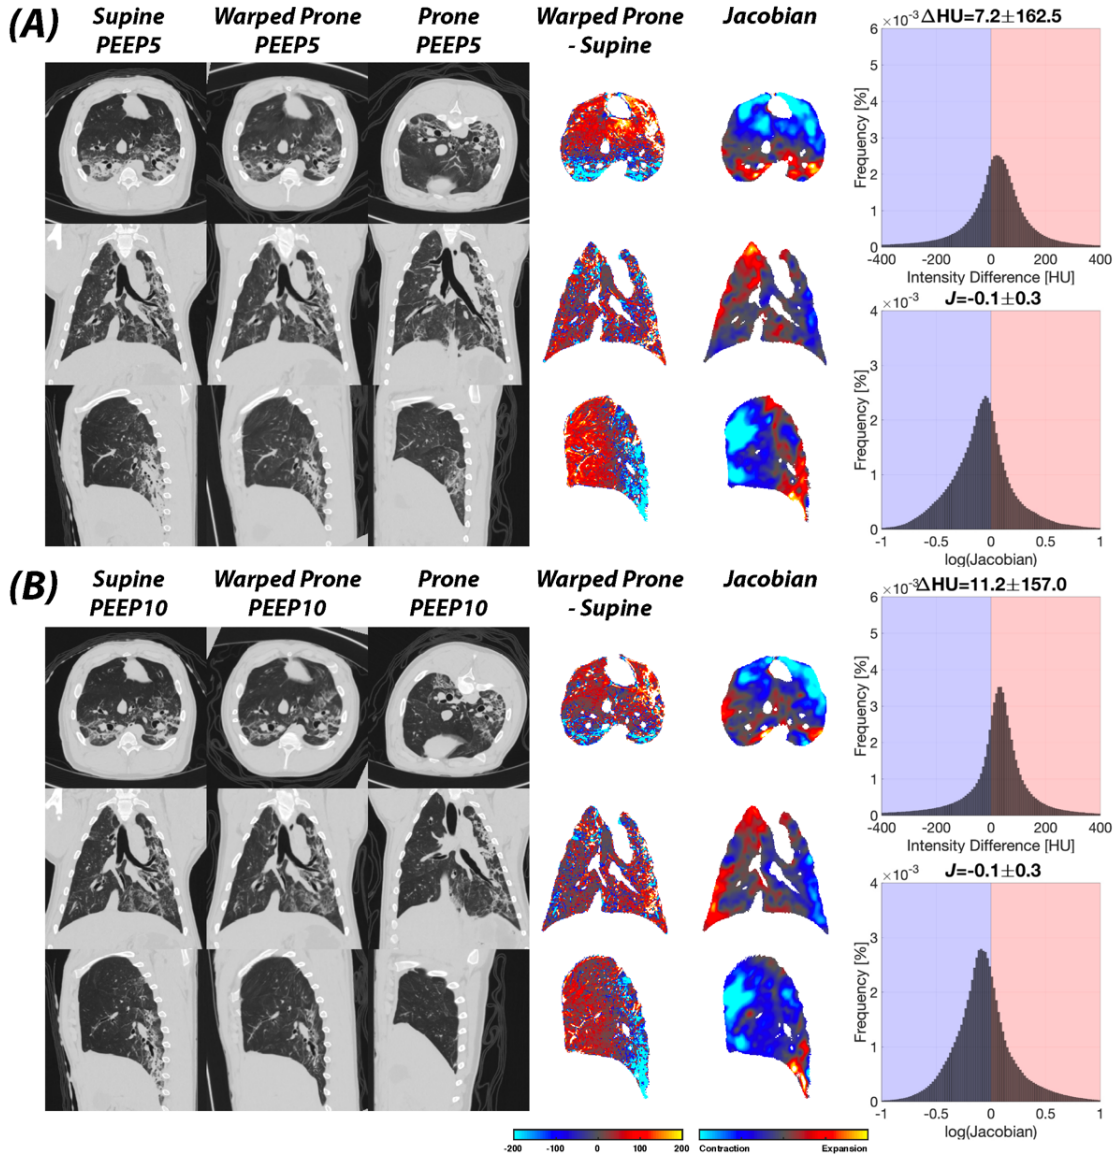 (A)
Supine
PEEP5
Warped Prone
PEEP5
Prone
PEEP5
Warped Prone
- Supine
Jacobian
×10⁻³ ΔHU=7.2±162.5
6
5
4
3
2
1
0
Frequency [%]
-400 -200 0 200 400
Intensity Difference [HU]
×10⁻³ J=-0.1±0.3
4
3
2
1
0
Frequency [%]
-1 -0.5 0 0.5 1
log(Jacobian)
(B)
Supine
PEEP10
Warped Prone
PEEP10
Prone
PEEP10
Warped Prone
- Supine
Jacobian
×10⁻³ ΔHU=11.2±157.0
6
5
4
3
2
1
0
Frequency [%]
-400 -200 0 200 400
Intensity Difference [HU]
×10⁻³ J=-0.1±0.3
4
3
2
1
0
Frequency [%]
-1 -0.5 0 0.5 1
log(Jacobian)
-200 -100 0 100 200
Contraction Expansion